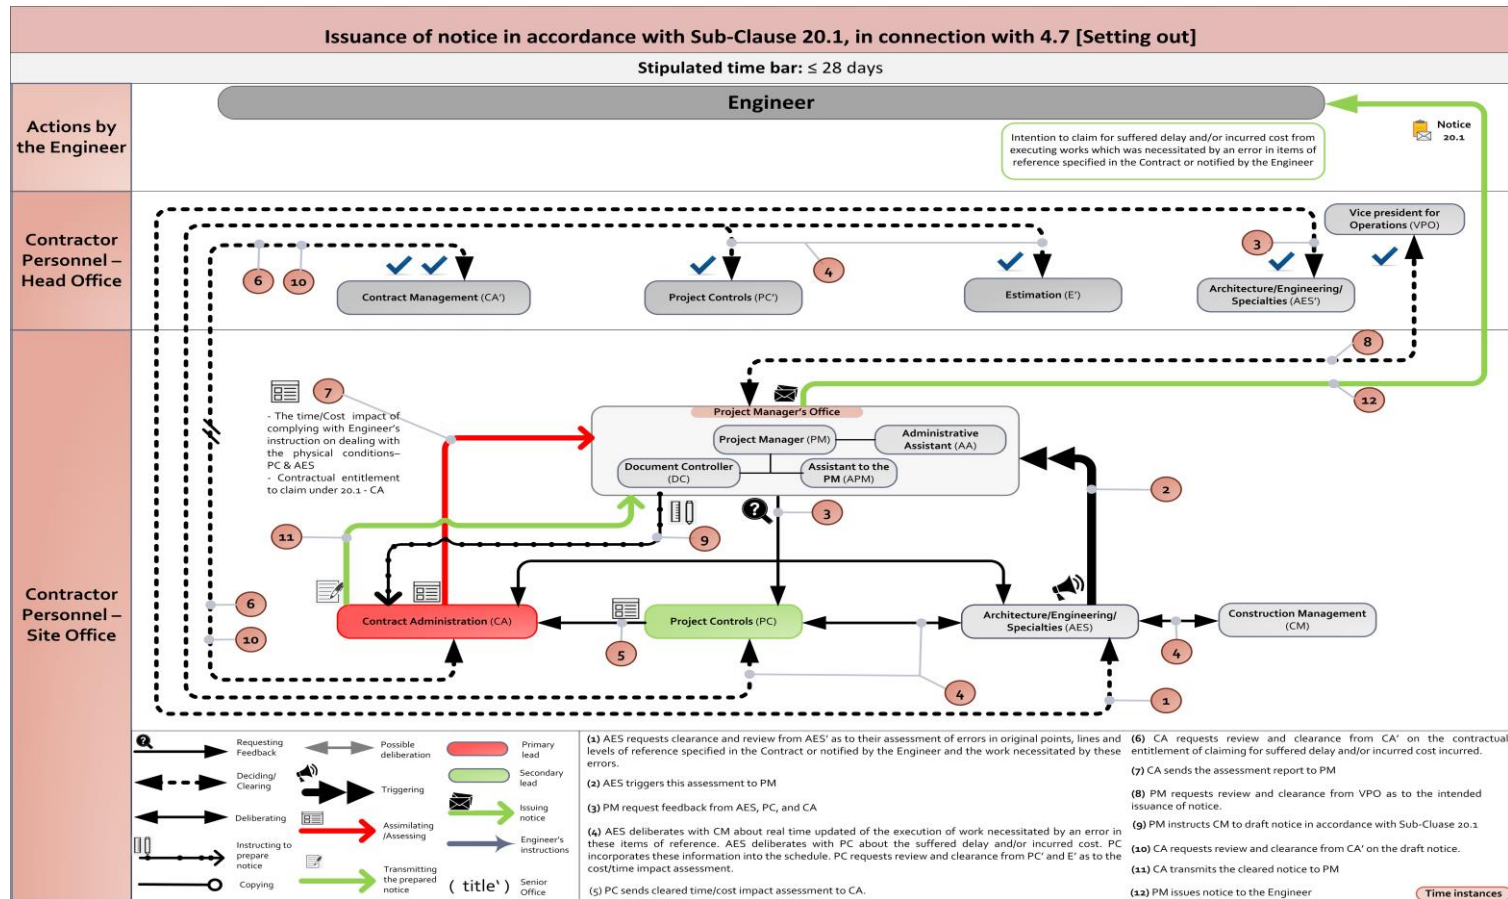 Issuance of notice in accordance with Sub-Clause 20.1, in connection with 4.7 [Setting out]
Stipulated time bar: ≤ 28 days
Actions by
the Engineer
Engineer
Intention to claim for suffered delay and/or incurred cost from
executing works which was necessitated by an error in items of
reference specified in the Contract or notified by the Engineer
Notice
20.1
Contractor
Personnel –
Head Office
Vice president for
Operations (VPO)
3
6
10
4
Contract Management (CA')
Project Controls (PC')
Estimation (E')
Architecture/Engineering/
Specialties (AES')
8
12
Contractor
Personnel –
Site Office
7
- The time/Cost impact of
complying with Engineer's
instruction on dealing with
the physical conditions–
PC & AES
- Contractual entitlement
to claim under 20.1 - CA
Project Manager's Office
Project Manager (PM)
Administrative
Assistant (AA)
Document Controller
(DC)
Assistant to the
PM (APM)
2
3
9
11
6
10
Contract Administration (CA)
5
Project Controls (PC)
Architecture/Engineering/
Specialties (AES)
4
Construction Management
(CM)
4
1
Requesting
Feedback
Possible
deliberation
Primary
lead
Deciding/
Clearing
Triggering
Secondary
lead
Deliberating
Assimilating
/Assessing
Issuing
notice
Instructing to
prepare
notice
Engineer's
instructions
Copying
Transmitting
the prepared
notice
( title‘ )
Senior
Office
(1) AES requests clearance and review from AES' as to their assessment of errors in original points, lines and
levels of reference specified in the Contract or notified by the Engineer and the work necessitated by these
errors.
(2) AES triggers this assessment to PM
(3) PM request feedback from AES, PC, and CA
(4) AES deliberates with CM about real time updated of the execution of work necessitated by an error in
these items of reference. AES deliberates with PC about the suffered delay and/or incurred cost. PC
incorporates these information into the schedule. PC requests review and clearance from PC' and E' as to the
cost/time impact assessment.
(5) PC sends cleared time/cost impact assessment to CA.
(6) CA requests review and clearance from CA' on the contractual
entitlement of claiming for suffered delay and/or incurred cost incurred.
(7) CA sends the assessment report to PM
(8) PM requests review and clearance from VPO as to the intended
issuance of notice.
(9) PM instructs CM to draft notice in accordance with Sub-Cluase 20.1
(10) CA requests review and clearance from CA' on the draft notice.
(11) CA transmits the cleared notice to PM
(12) PM issues notice to the Engineer
Time instances